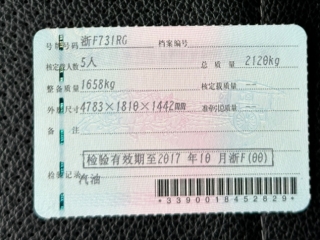 号牌号码 浙F731RG 档案编号
核定载人数 5人 总质量 2120kg
整备质量 1658kg 核定载质量 --
外廓尺寸 4783×1810×1442mm 准牵引总质量 --
备注
检验有效期至2017年10月浙F(00)
检验记录
汽油
*3390018452829*